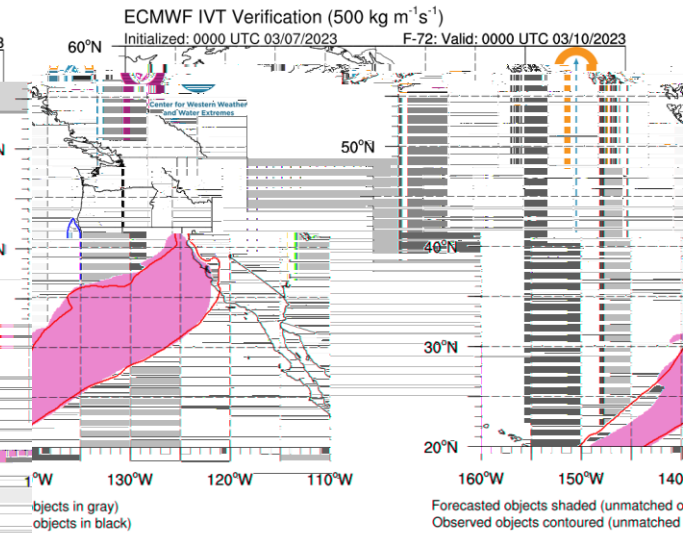 ECMWF IVT Verification (500 kg m⁻¹s⁻¹)
Initialized: 0000 UTC 03/07/2023 F-72: Valid: 0000 UTC 03/10/2023
60°N
Center for Western Weather
and Water Extremes
50°N
40°N
30°N
20°N
130°W 120°W 110°W 160°W 150°W 140
objects in gray)
objects in black)
Forecasted objects shaded (unmatched o
Observed objects contoured (unmatched